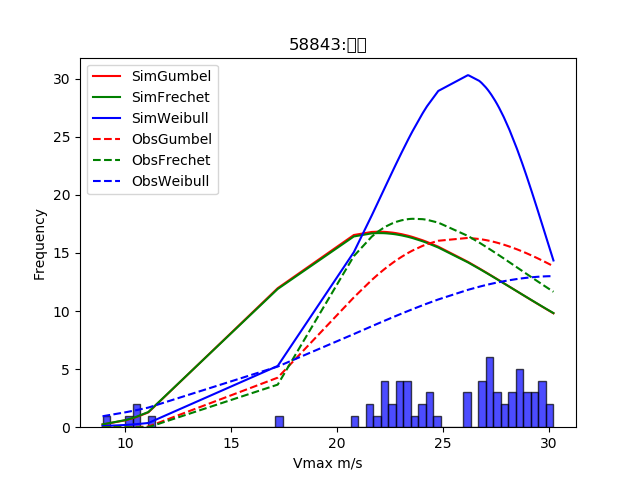 58843:
SimGumbel
SimFrechet
SimWeibull
ObsGumbel
ObsFrechet
ObsWeibull
Frequency
30
25
20
15
10
5
0
10
15
20
25
30
Vmax m/s